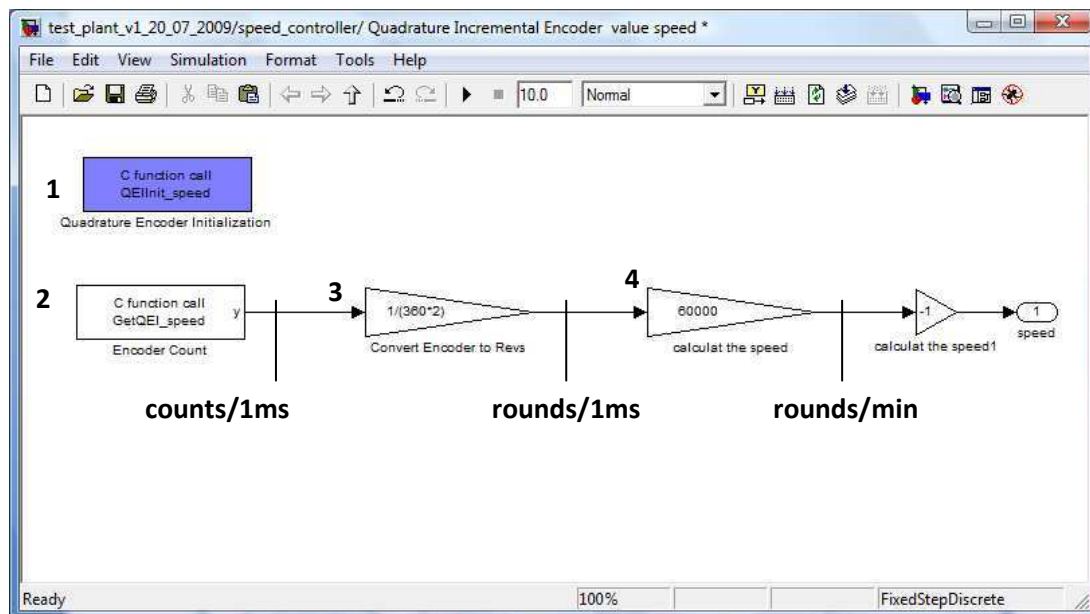 test_plant_v1_20_07_2009/speed_controller/ Quadrature Incremental Encoder value speed *
File Edit View Simulation Format Tools Help
10.0 Normal
1
C function call
QEIInit_speed
Quadrature Encoder Initialization
2
C function call
GetQEI_speed
y
Encoder Count
3
1/(360*2)
Convert Encoder to Revs
4
60000
calculat the speed
-1
calculat the speed1
1
speed
counts/1ms rounds/1ms rounds/min
Ready 100% FixedStepDiscrete